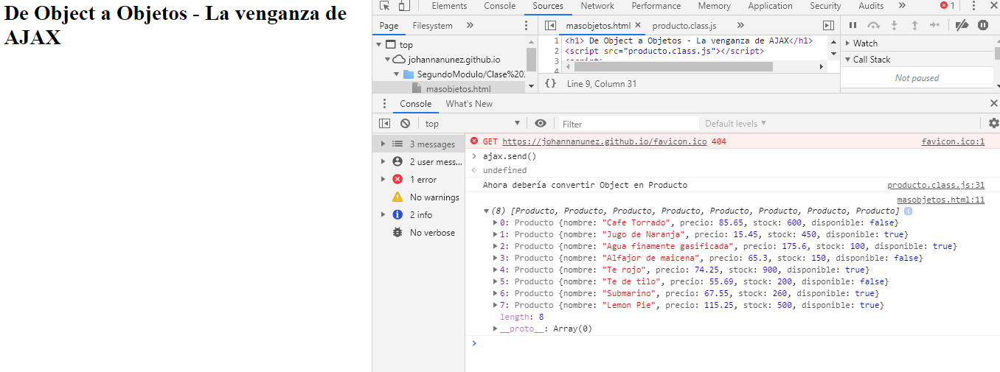 De Object a Objetos - La venganza de
AJAX
Elements Console Sources Network Performance Memory Application Security Audits » 1
Page Filesystem »
masobjetos.html × producto.class.js »
top
johannanunez.github.io
SegundoModulo/Clase%20
masobjetos.html
1 <h1> De Object a Objetos - La venganza de AJAX</h1>
2 <script src="producto.class.js"></script>
3 <script>
4
{} Line 9, Column 31
Watch
Call Stack
Not paused
Console What's New
top Filter Default levels ▼
3 messages
2 user mess...
1 error
No warnings
2 info
No verbose
GET https://johannanunez.github.io/favicon.ico 404 favicon.ico:1
> ajax.send()
undefined
Ahora debería convertir Object en Producto producto.class.js:31
masobjetos.html:11
(8) [Producto, Producto, Producto, Producto, Producto, Producto, Producto, Producto] i
0: Producto {nombre: "Cafe Torrado", precio: 85.65, stock: 600, disponible: false}
1: Producto {nombre: "Jugo de Naranja", precio: 15.45, stock: 450, disponible: true}
2: Producto {nombre: "Agua finamente gasificada", precio: 175.6, stock: 100, disponible: true}
3: Producto {nombre: "Alfajor de maicena", precio: 65.3, stock: 150, disponible: false}
4: Producto {nombre: "Te rojo", precio: 74.25, stock: 900, disponible: true}
5: Producto {nombre: "Te de tilo", precio: 55.69, stock: 200, disponible: false}
6: Producto {nombre: "Submarino", precio: 67.55, stock: 260, disponible: true}
7: Producto {nombre: "Lemon Pie", precio: 115.25, stock: 500, disponible: true}
length: 8
__proto__: Array(0)
>